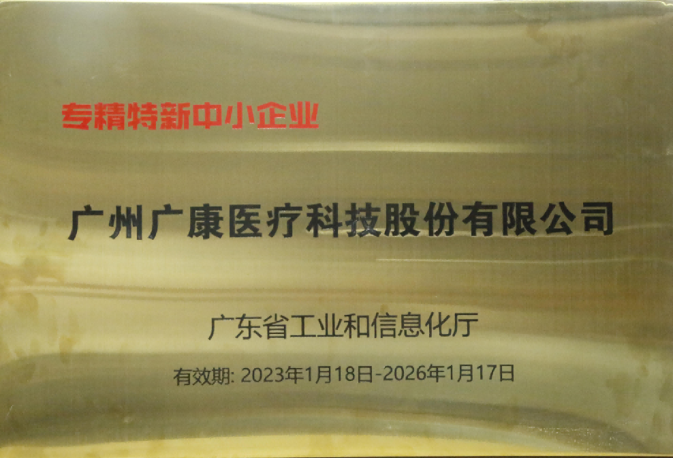 专精特新中小企业
广州广康医疗科技股份有限公司
广东省工业和信息化厅
有效期: 2023年1月18日-2026年1月17日